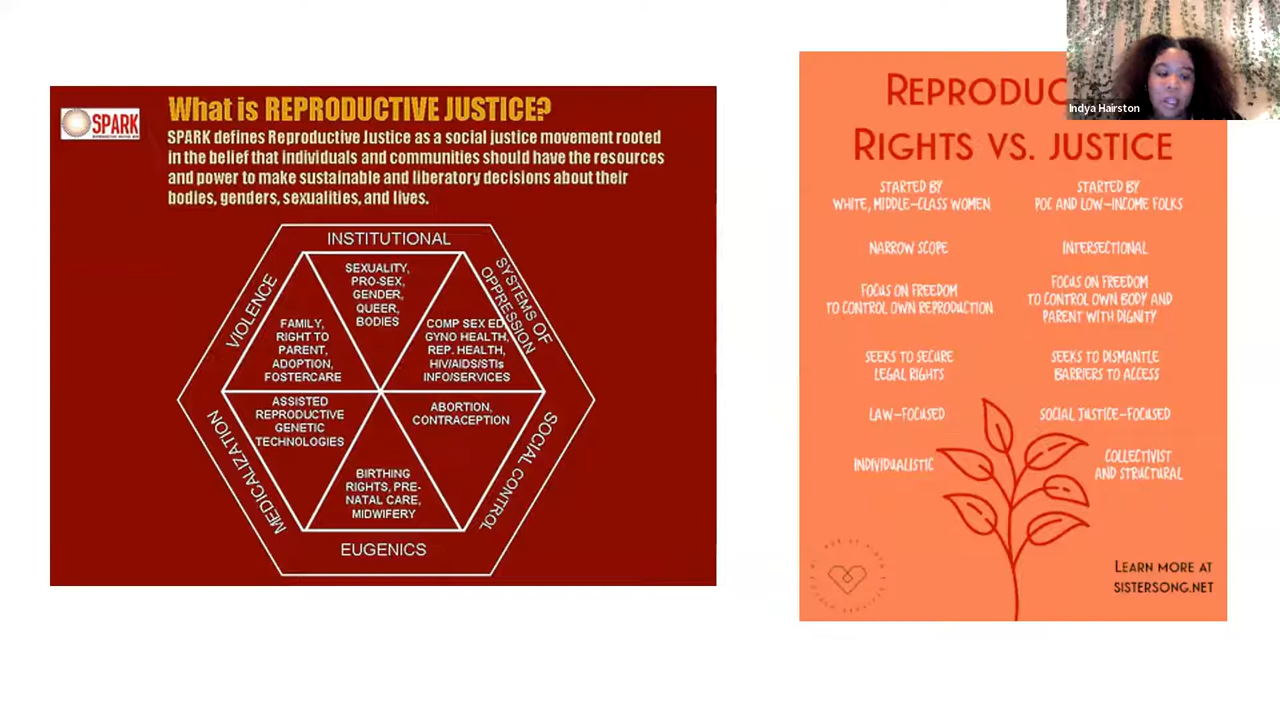 SPARK
What is REPRODUCTIVE JUSTICE?
SPARK defines Reproductive Justice as a social justice movement rooted
in the belief that individuals and communities should have the resources
and power to make sustainable and liberatory decisions about their
bodies, genders, sexualities, and lives.
INSTITUTIONAL
SYSTEMS OF
OPPRESSION
SOCIAL CONTROL
EUGENICS
MEDICALIZATION
VIOLENCE
SEXUALITY,
PRO-SEX,
GENDER,
QUEER,
BODIES
COMP SEX ED,
GYNO HEALTH,
REP. HEALTH,
HIV/AIDS/STIs
INFO/SERVICES
ABORTION,
CONTRACEPTION
BIRTHING
RIGHTS, PRE-
NATAL CARE,
MIDWIFERY
ASSISTED
REPRODUCTIVE
GENETIC
TECHNOLOGIES
FAMILY,
RIGHT TO
PARENT,
ADOPTION,
FOSTERCARE
Indya Hairston
REPRODUC
RIGHTS VS. JUSTICE
STARTED BY
WHITE, MIDDLE-CLASS WOMEN
STARTED BY
POC AND LOW-INCOME FOLKS
NARROW SCOPE
INTERSECTIONAL
FOCUS ON FREEDOM
TO CONTROL OWN REPRODUCTION
FOCUS ON FREEDOM
TO CONTROL OWN BODY AND
PARENT WITH DIGNITY
SEEKS TO SECURE
LEGAL RIGHTS
SEEKS TO DISMANTLE
BARRIERS TO ACCESS
LAW-FOCUSED
SOCIAL JUSTICE-FOCUSED
INDIVIDUALISTIC
COLLECTIVIST
AND STRUCTURAL
LEARN MORE AT
SISTERSONG.NET